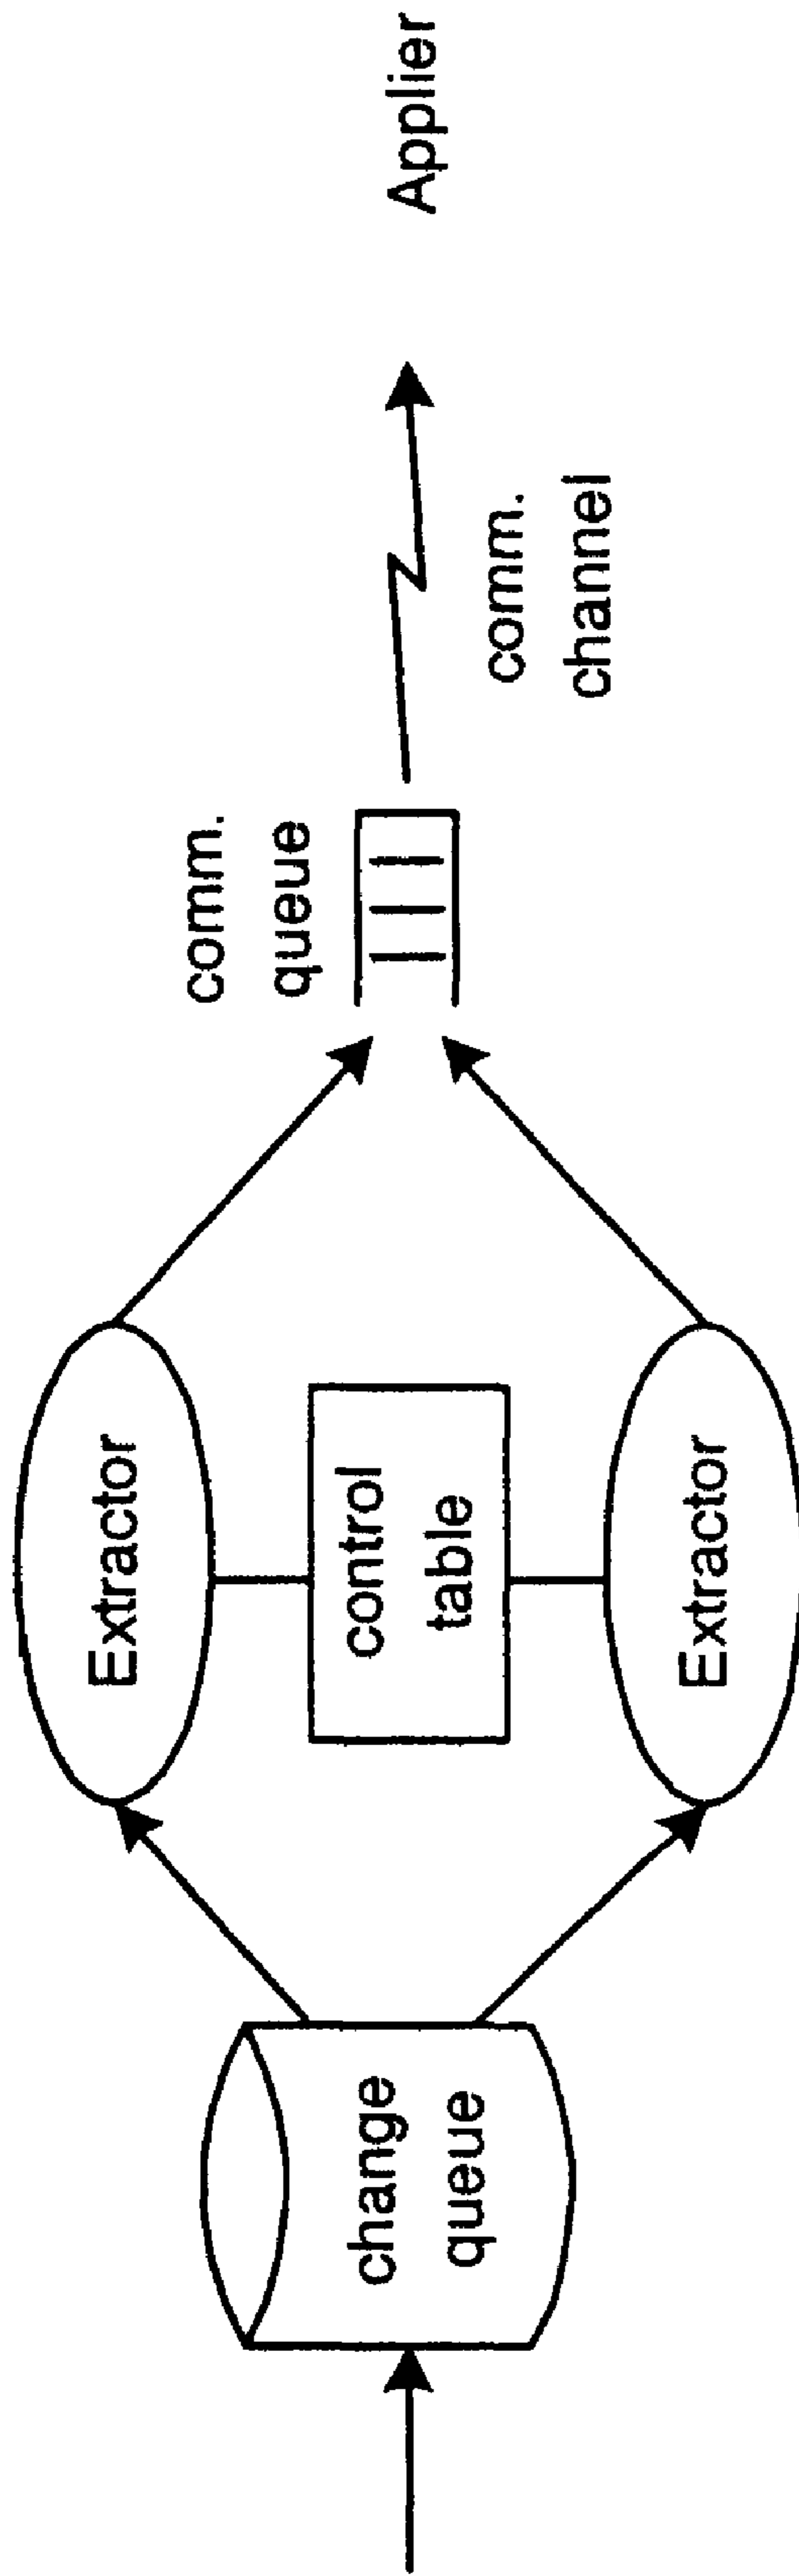 change
queue
Extractor
control
table
Extractor
comm.
queue
comm.
channel
Applier